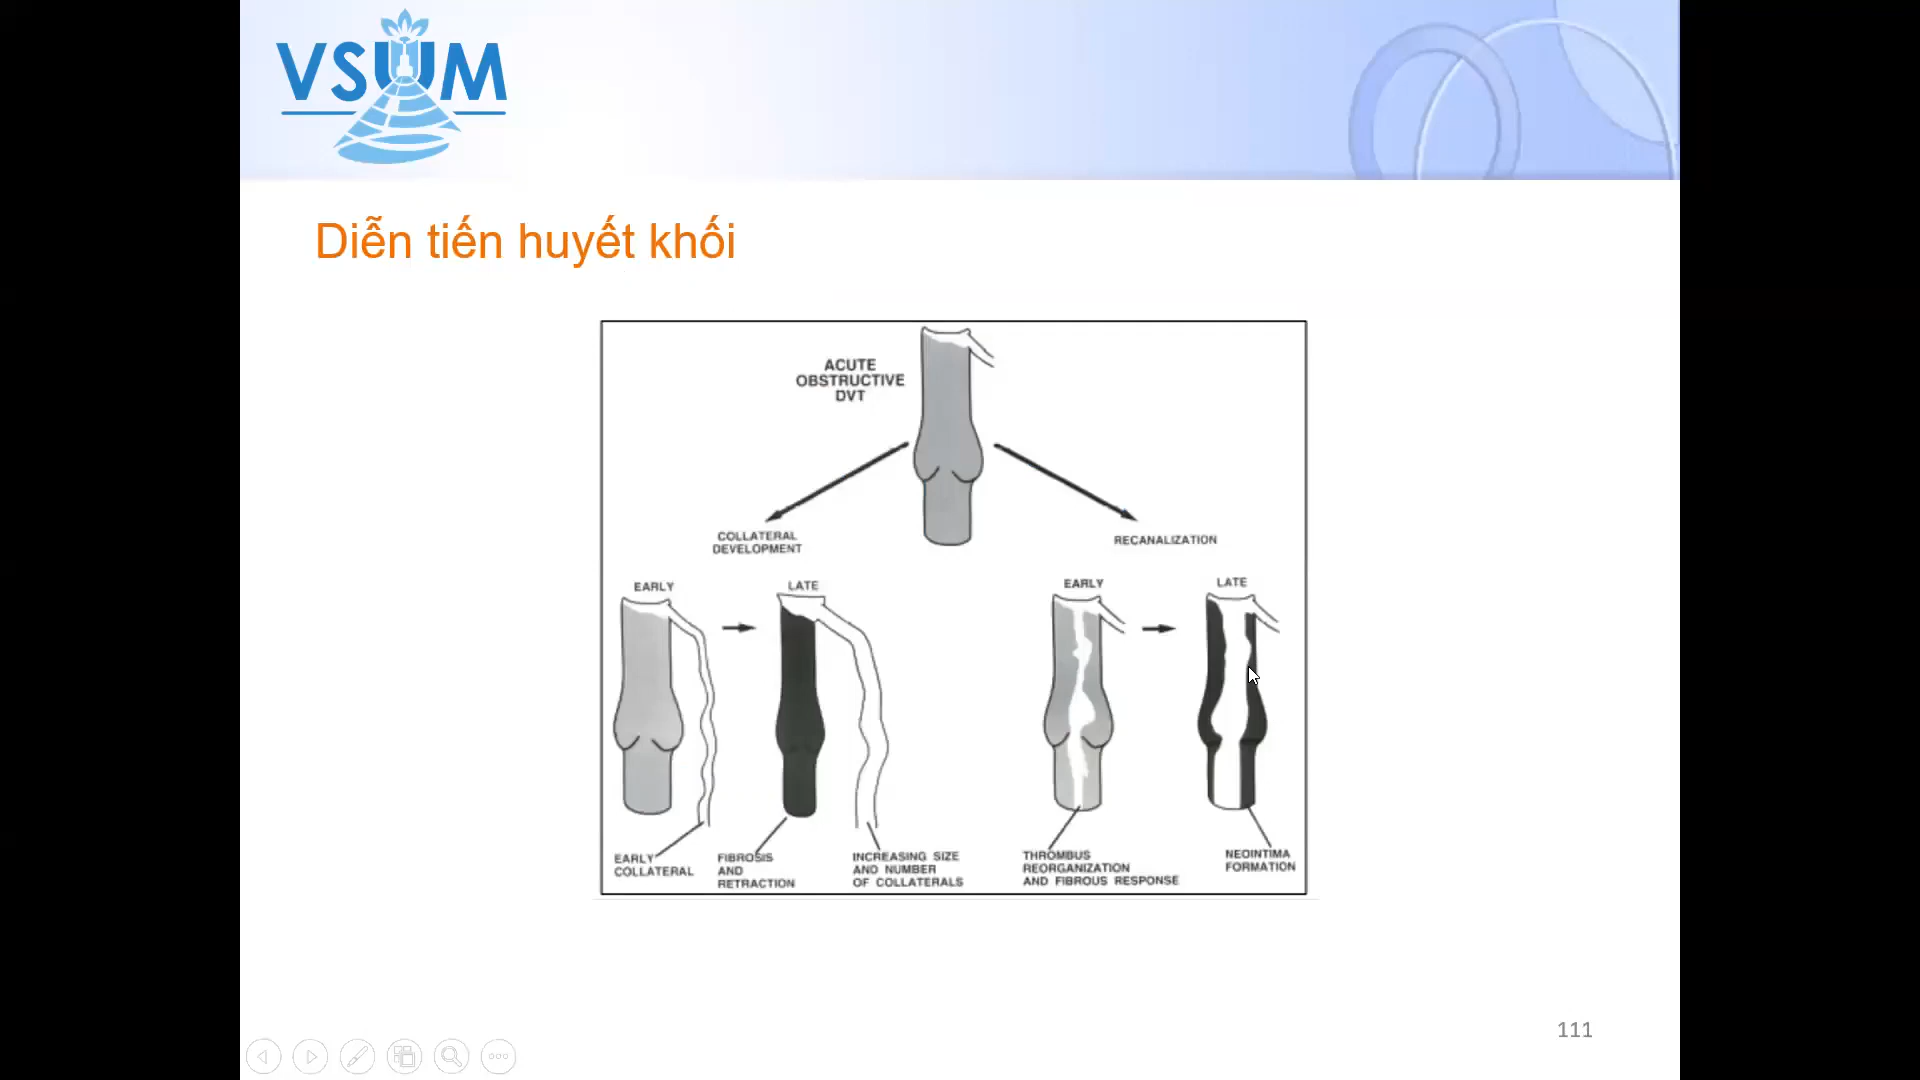 VSUM
Diễn tiến huyết khối
ACUTE
OBSTRUCTIVE
DVT
COLLATERAL
DEVELOPMENT
RECANALIZATION
EARLY
LATE
EARLY
LATE
EARLY
COLLATERAL
FIBROSIS
AND
RETRACTION
INCREASING SIZE
AND NUMBER
OF COLLATERALS
THROMBUS
REORGANIZATION
AND FIBROUS RESPONSE
NEOINTIMA
FORMATION
111